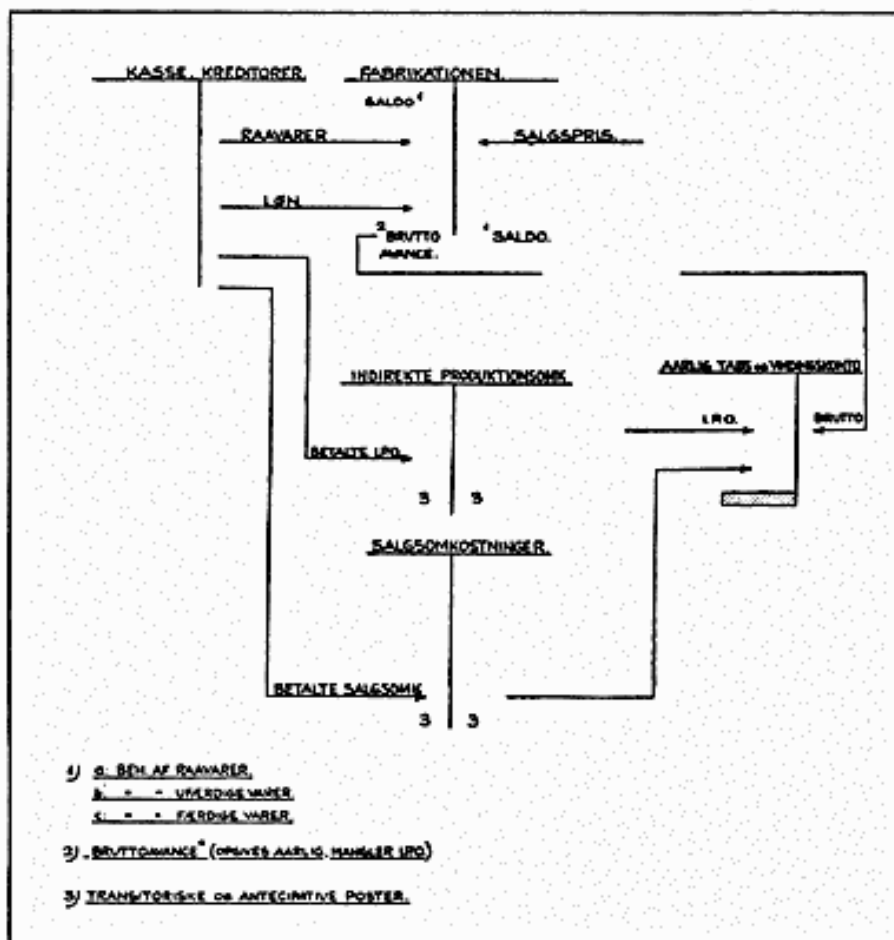 KASSE. KREDITORER.
FABRIKATIONEN.
SALDO 1
RAAVARER
SALGSPRIS.
LØN.
2 BRUTTO
AVANCE.
1 SALDO.
INDIREKTE PRODUKTIONSOMK.
AARLIG TABS OG VINDINGSKONTO
I.P.O.
BRUTTO
BETALTE I.P.O.
3 3
SALGSOMKOSTNINGER.
BETALTE SALGSOMK.
3 3
1) a: BEH. AF RAAVARER.
b: " " UFÆRDIGE VARER.
c: " " FÆRDIGE VARER.
2) „BRUTTOAVANCE" (OPGIVES AARLIG. MANGLER I.P.O.)
3) TRANSITORISKE OG ANTECIPATIVE POSTER.